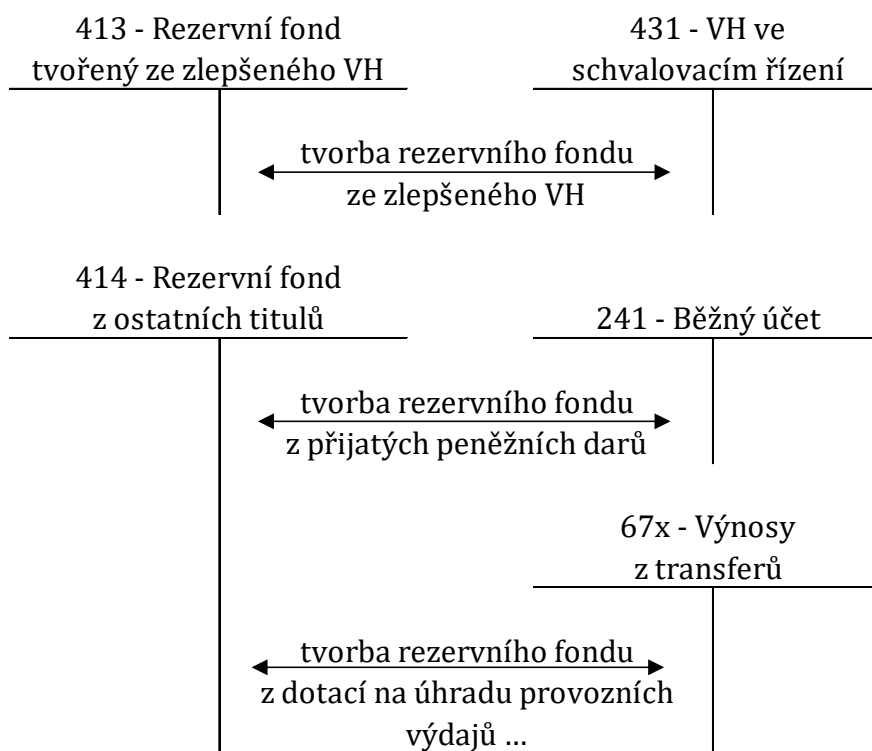 413 - Rezervní fond
tvořený ze zlepšeného VH
431 - VH ve
schvalovacím řízení
tvorba rezervního fondu
ze zlepšeného VH
414 - Rezervní fond
z ostatních titulů
241 - Běžný účet
tvorba rezervního fondu
z přijatých peněžních darů
67x - Výnosy
z transferů
tvorba rezervního fondu
z dotací na úhradu provozních
výdajů ...